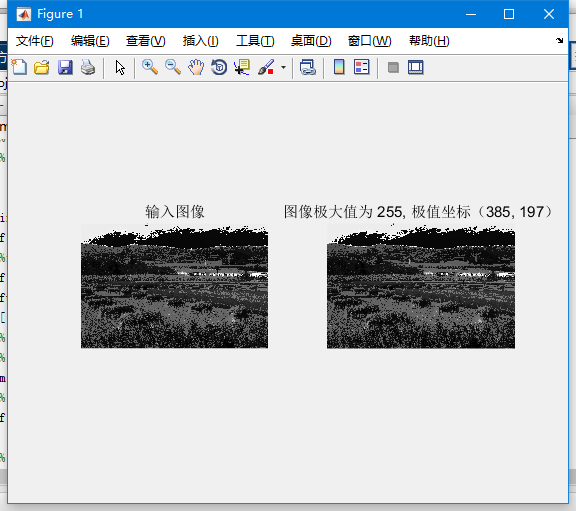 Figure 1
文件(F) 编辑(E) 查看(V) 插入(I) 工具(T) 桌面(D) 窗口(W) 帮助(H)
输入图像
图像极大值为 255, 极值坐标（385, 197）